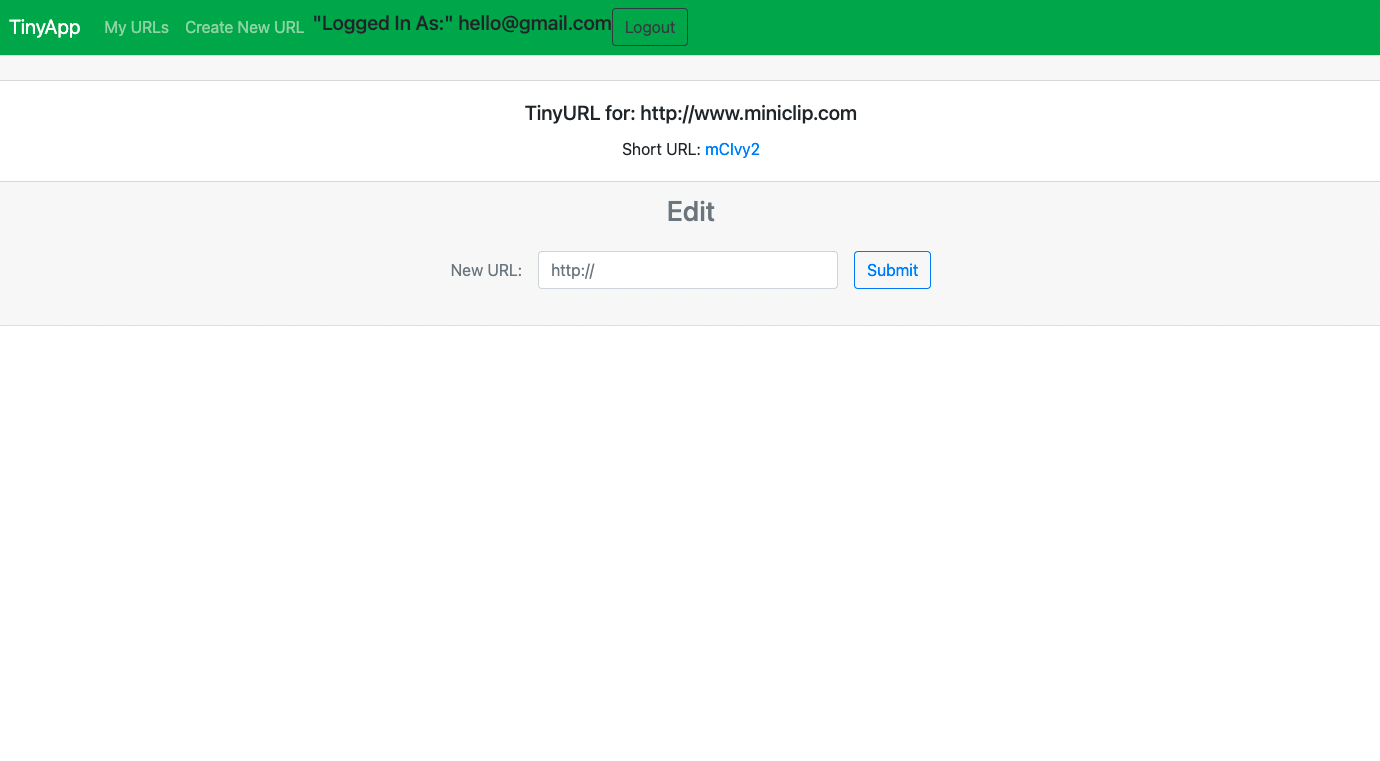 TinyApp My URLs Create New URL "Logged In As:" hello@gmail.com Logout
TinyURL for: http://www.miniclip.com
Short URL: mCIvy2
Edit
New URL: http:// Submit